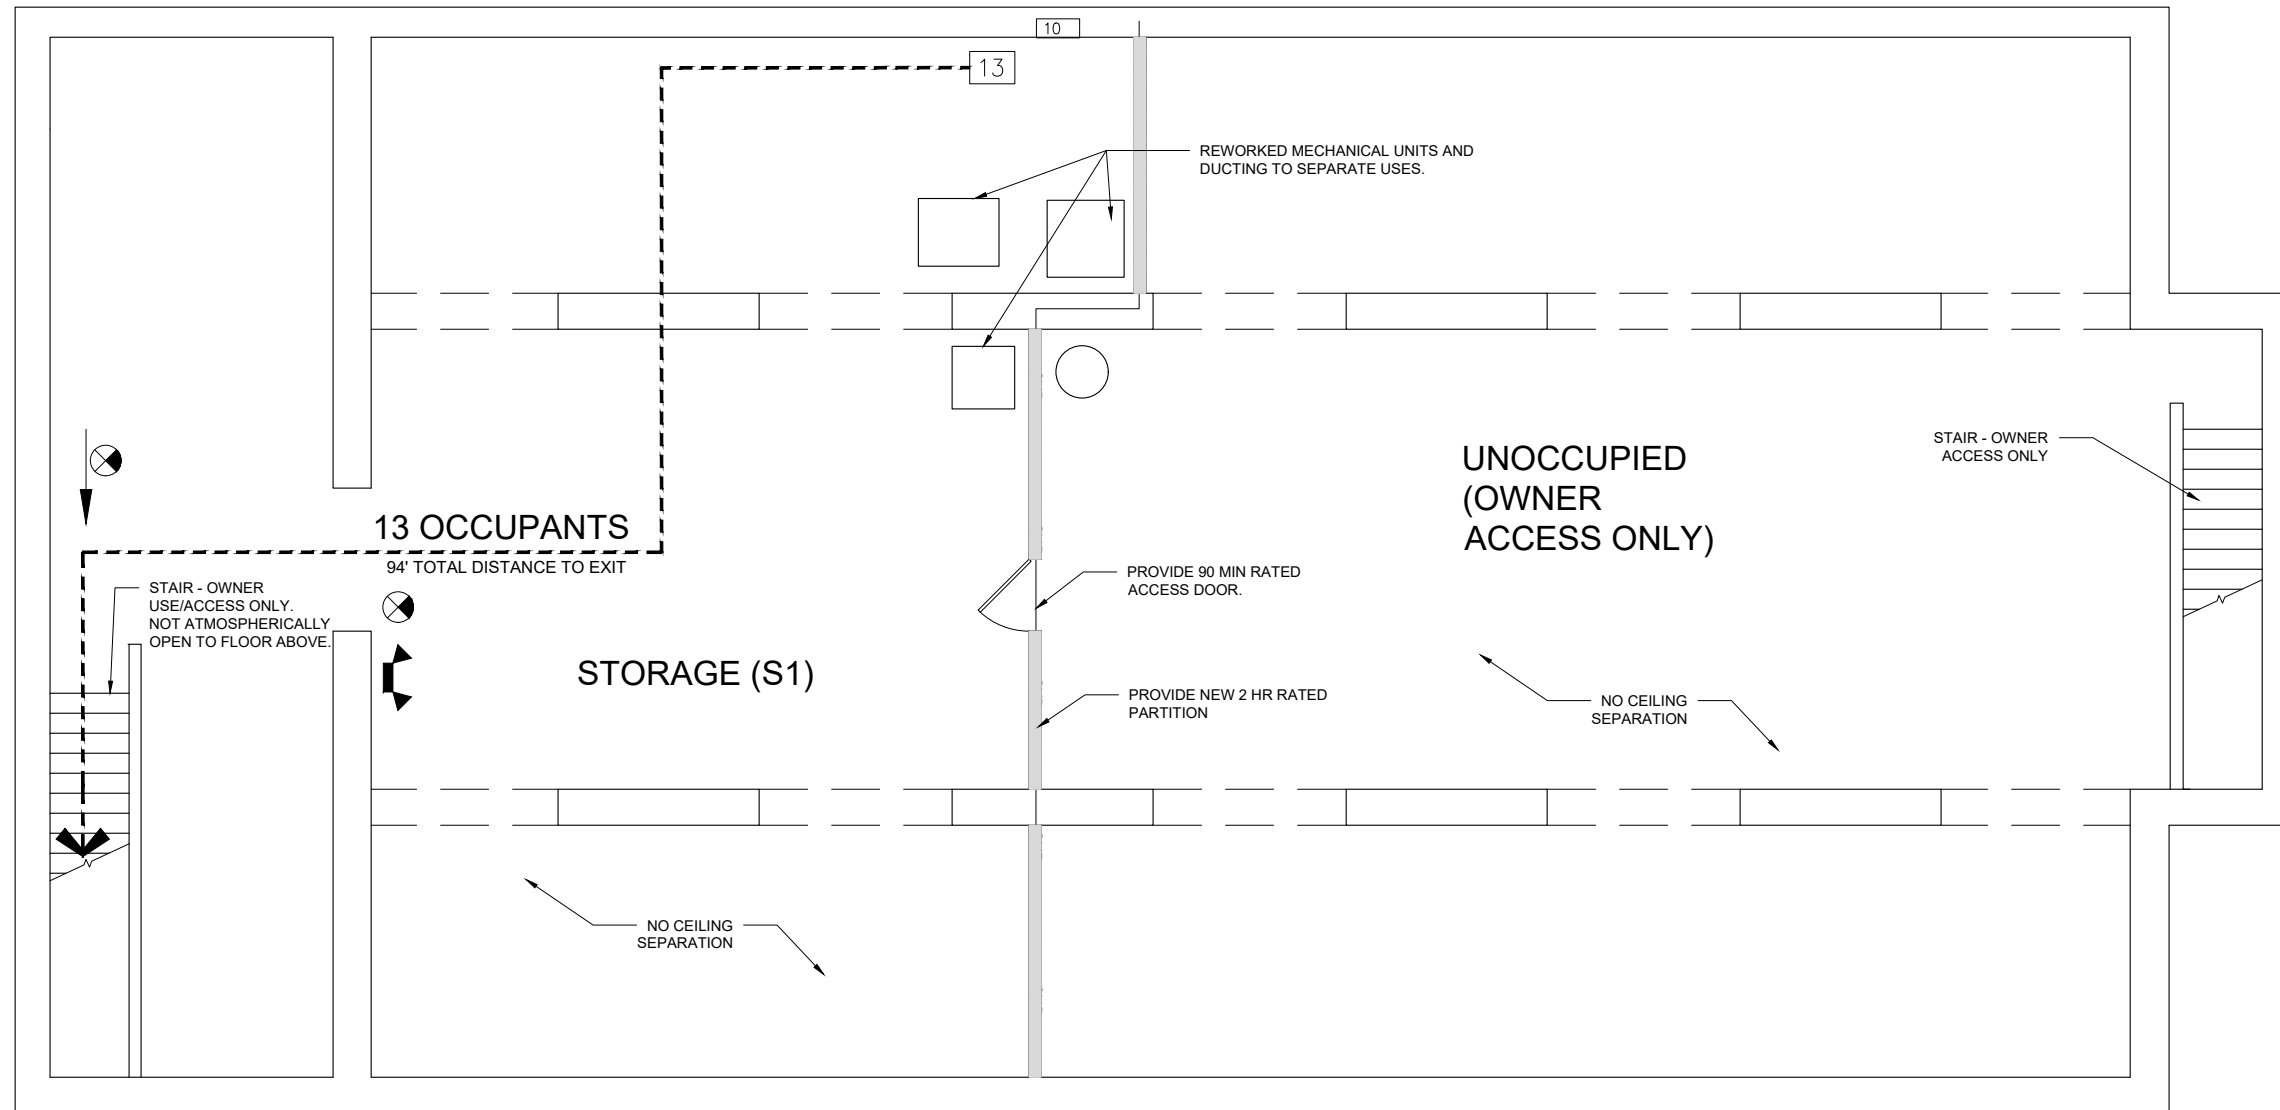 10
13
REWORKED MECHANICAL UNITS AND
DUCTING TO SEPARATE USES.
STAIR - OWNER
ACCESS ONLY
UNOCCUPIED
(OWNER
ACCESS ONLY)
13 OCCUPANTS
94' TOTAL DISTANCE TO EXIT
STAIR - OWNER
USE/ACCESS ONLY.
NOT ATMOSPHERICALLY
OPEN TO FLOOR ABOVE.
PROVIDE 90 MIN RATED
ACCESS DOOR.
STORAGE (S1)
PROVIDE NEW 2 HR RATED
PARTITION
NO CEILING
SEPARATION
NO CEILING
SEPARATION